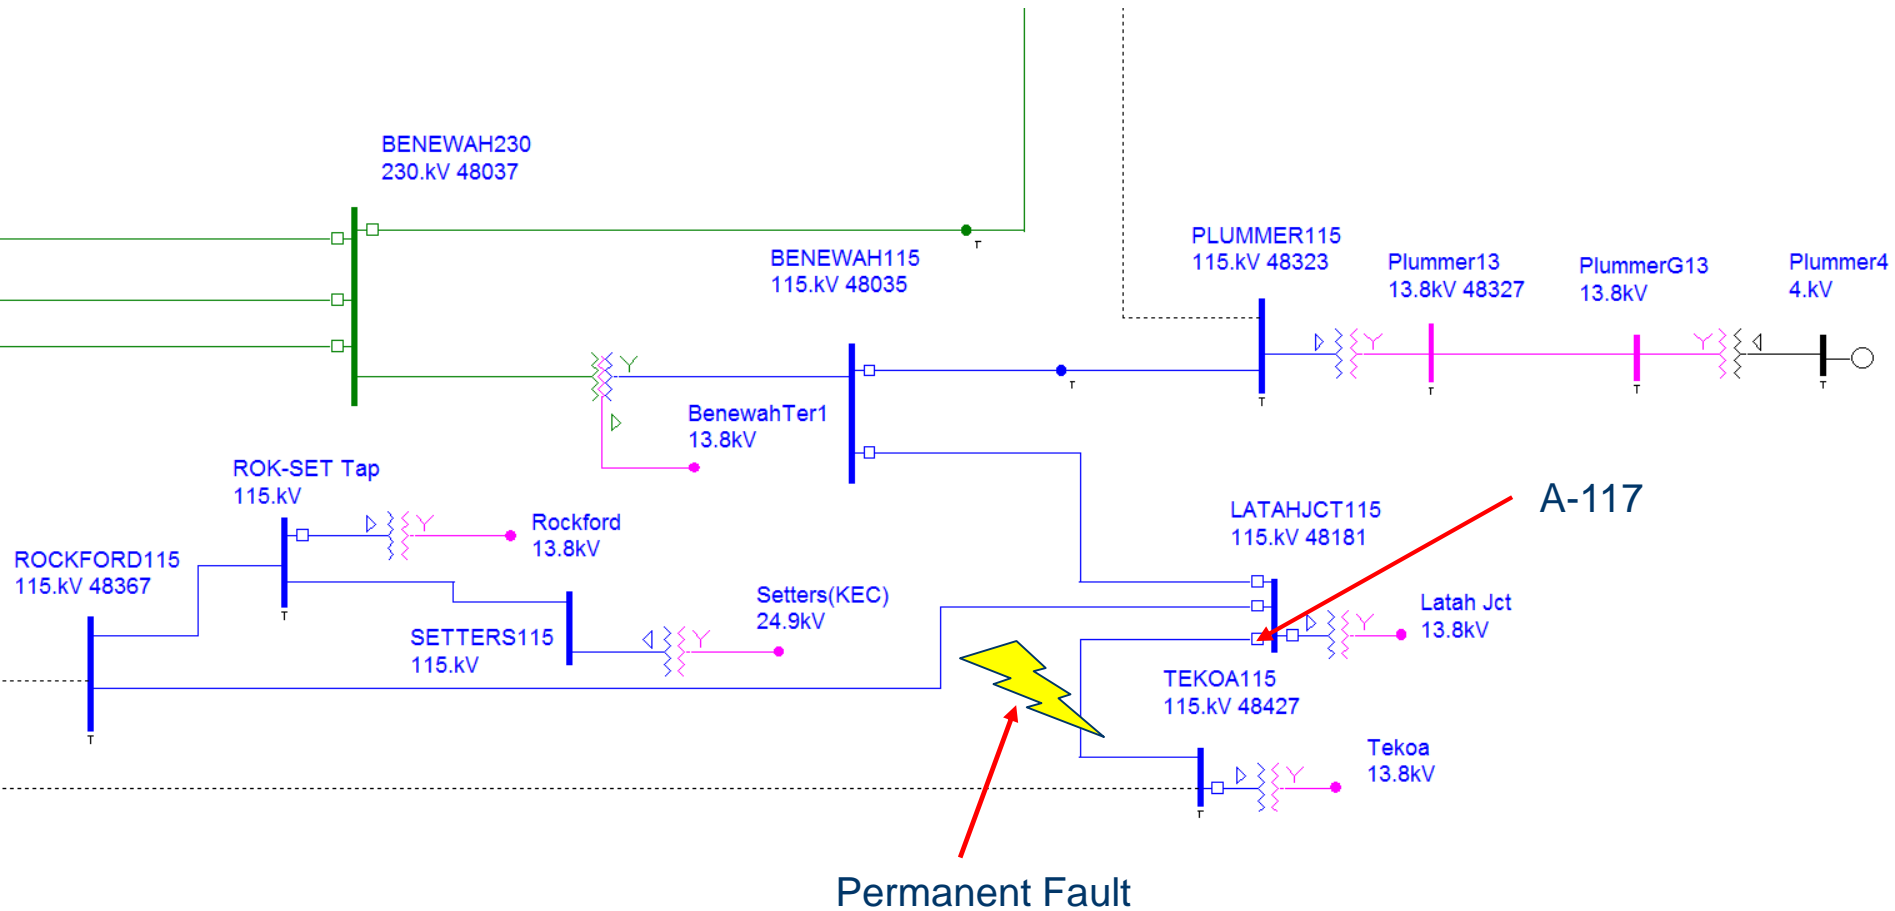 BENEWAH230
230.kV 48037
BENEWAH115
115.kV 48035
PLUMMER115
115.kV 48323
Plummer13
13.8kV 48327
PlummerG13
13.8kV
Plummer4
4.kV
T
T
T
T
T
T
BenewahTer1
13.8kV
ROK-SET Tap
115.kV
Rockford
13.8kV
ROCKFORD115
115.kV 48367
T
T
SETTERS115
115.kV
Setters(KEC)
24.9kV
LATAHJCT115
115.kV 48181
A-117
Latah Jct
13.8kV
TEKOA115
115.kV 48427
Tekoa
13.8kV
T
Permanent Fault